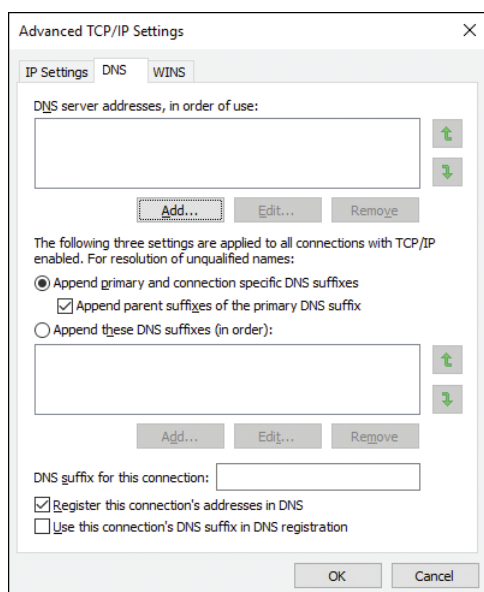 Advanced TCP/IP Settings
IP Settings DNS WINS
DNS server addresses, in order of use:
Add... Edit... Remove
The following three settings are applied to all connections with TCP/IP
enabled. For resolution of unqualified names:
Append primary and connection specific DNS suffixes
Append parent suffixes of the primary DNS suffix
Append these DNS suffixes (in order):
Add... Edit... Remove
DNS suffix for this connection:
Register this connection's addresses in DNS
Use this connection's DNS suffix in DNS registration
OK Cancel